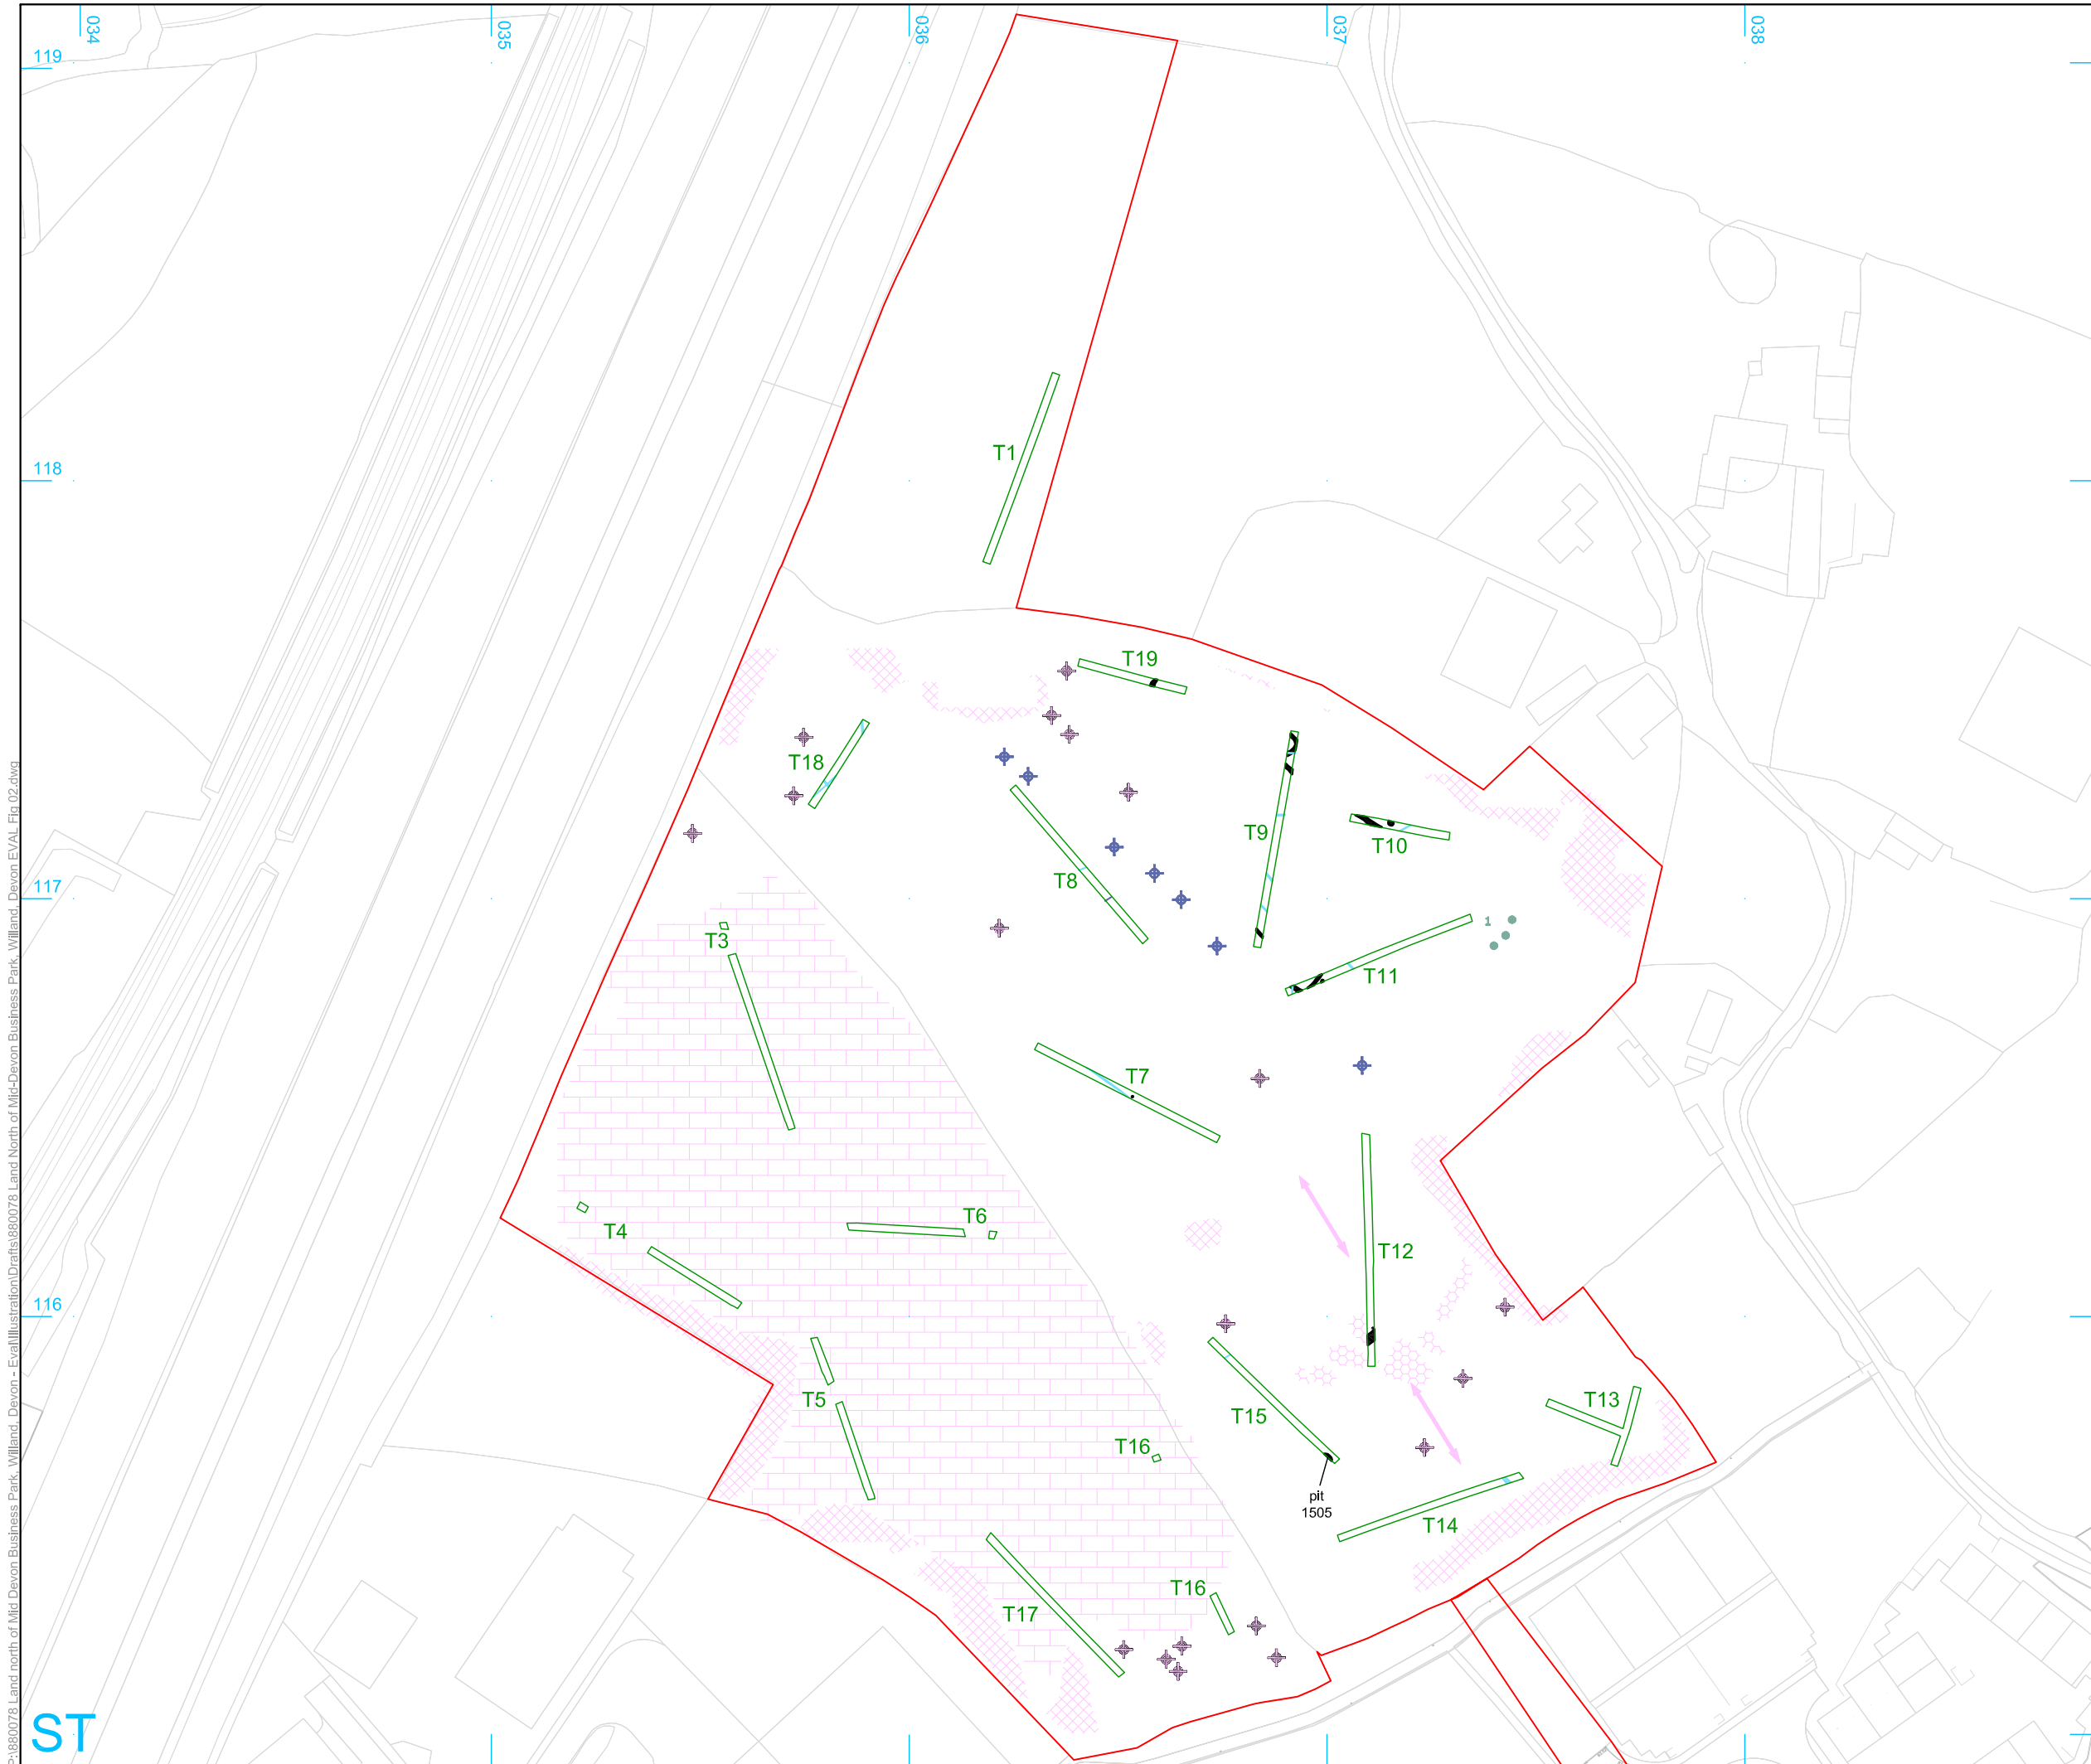 034
035
036
037
038
119
118
117
116
T1
T19
T18
T9
T10
T8
T3
1
T11
T7
T4
T6
T12
T5
T15
T13
T16
pit
1505
T14
T16
T17
ST
P:\880078 Land north of Mid Devon Business Park, Willand, Devon - Eval\Illustration\Drafts\880078 Land North of Mid-Devon Business Park, Willand, Devon EVAL Fig 02.dwg